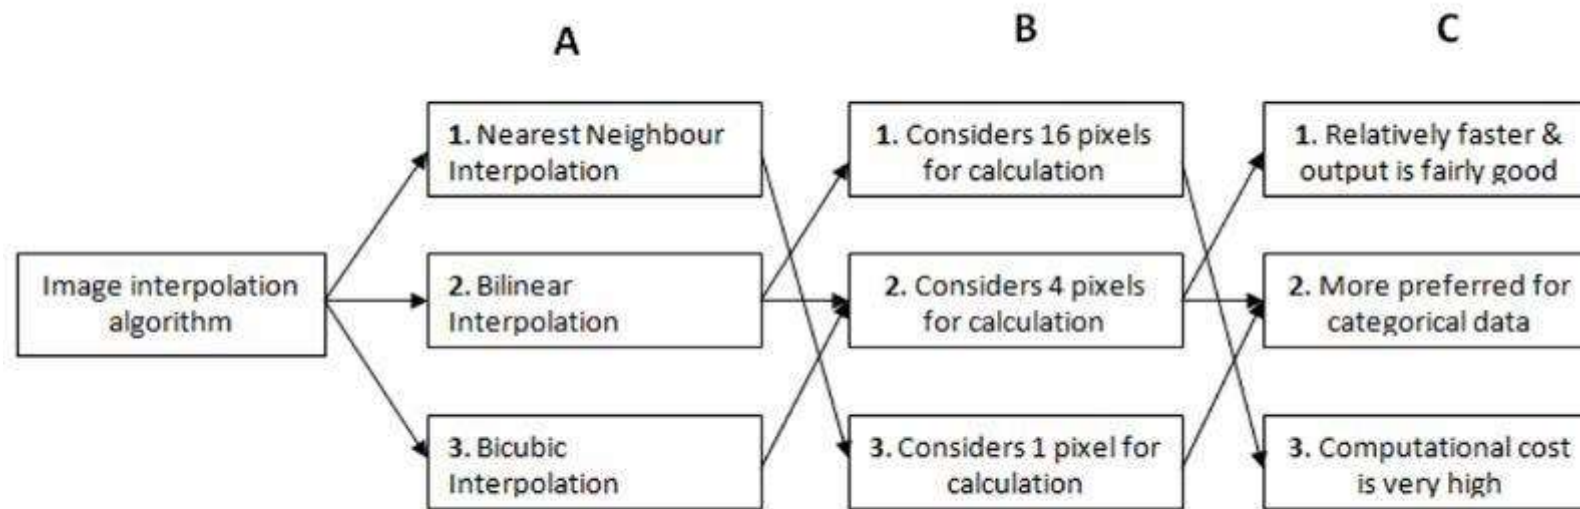 A
B
C
Image interpolation
algorithm
1. Nearest Neighbour
Interpolation
2. Bilinear
Interpolation
3. Bicubic
Interpolation
1. Considers 16 pixels
for calculation
2. Considers 4 pixels
for calculation
3. Considers 1 pixel for
calculation
1. Relatively faster &
output is fairly good
2. More preferred for
categorical data
3. Computational cost
is very high